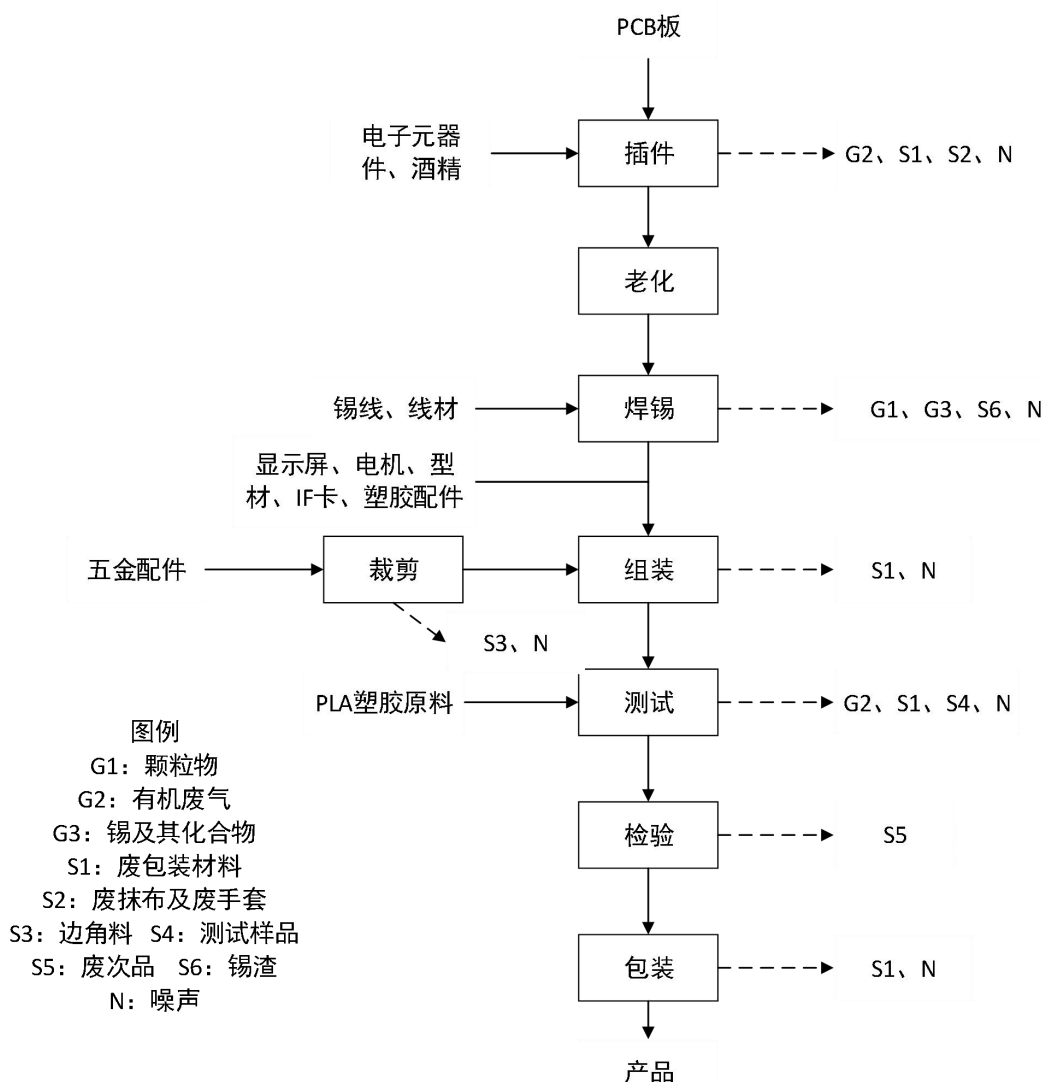 PCB板
电子元器
件、酒精
插件
G2、S1、S2、N
老化
锡线、线材
焊锡
G1、G3、S6、N
显示屏、电机、型
材、IF卡、塑胶配件
五金配件
裁剪
组装
S1、N
S3、N
PLA塑胶原料
测试
G2、S1、S4、N
图例
G1：颗粒物
G2：有机废气
G3：锡及其化合物
S1：废包装材料
S2：废抹布及废手套
S3：边角料 S4：测试样品
S5：废次品 S6：锡渣
N：噪声
检验
S5
包装
S1、N
产品